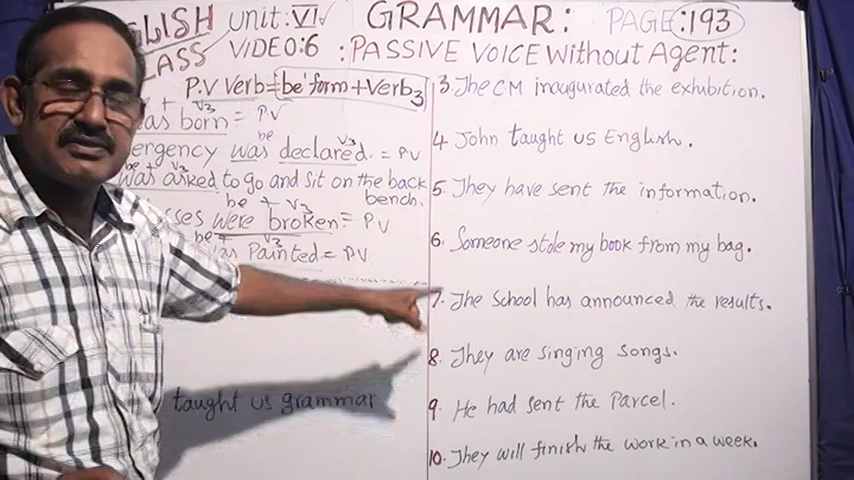 GLISH unit: VI GRAMMAR: PAGE: 193
CLASS VIDEO:6 : PASSIVE VOICE Without Agent:
P.V Verb = 'be' form + Verb3
+ V3
was born = PV
be V3
ergency was declared. = PV
be + V3
was asked to go and sit on the back
bench.
be + V3
sses were broken = PV
be + V3
as Painted = PV
taught us grammar
3. The CM inaugurated the exhubition.
4 John taught us English.
5. They have sent the information.
6. Someone stole my book from my bag.
7. The School has announced the results.
8. They are singing songs.
9. He had sent the Parcel.
10. They will finish the work in a week.